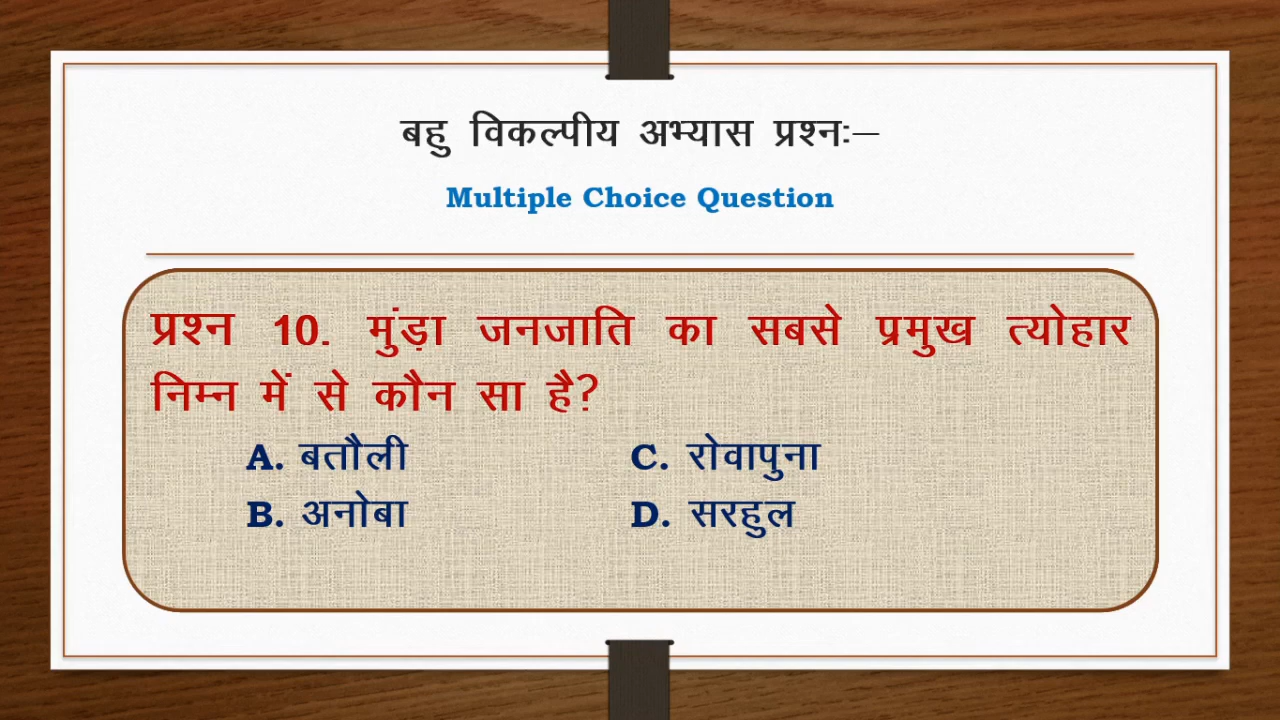 बहु विकल्पीय अभ्यास प्रश्नः–
Multiple Choice Question
प्रश्न 10. मुंड़ा जनजाति का सबसे प्रमुख त्योहार
निम्न में से कौन सा है?
A. बतौली C. रोवापुना
B. अनोबा D. सरहुल